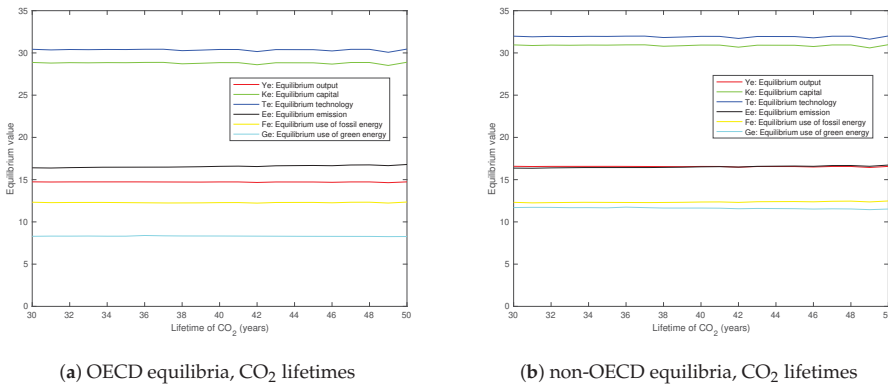 35
30
25
20
15
10
5
0
Equilibrium value
Ye: Equilibrium output
Ke: Equilibrium capital
Te: Equilibrium technology
Ee: Equilibrium emission
Fe: Equilibrium use of fossil energy
Ge: Equilibrium use of green energy
30 32 34 36 38 40 42 44 46 48 50
Lifetime of CO2 (years)
(a) OECD equilibria, CO2 lifetimes
35
30
25
20
15
10
5
0
Equilibrium value
Ye: Equilibrium output
Ke: Equilibrium capital
Te: Equilibrium technology
Ee: Equilibrium emission
Fe: Equilibrium use of fossil energy
Ge: Equilibrium use of green energy
30 32 34 36 38 40 42 44 46 48 50
Lifetime of CO2 (years)
(b) non-OECD equilibria, CO2 lifetimes